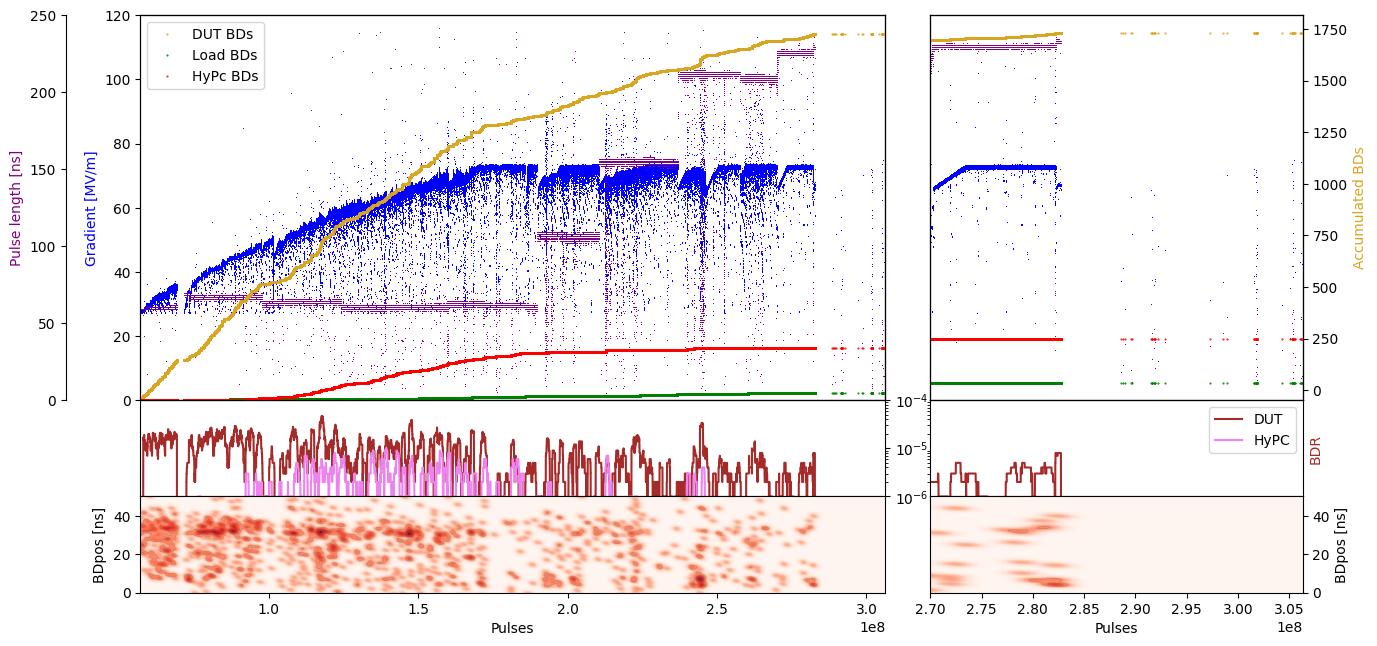 250
200
150
100
50
0
Pulse length [ns]
120
100
80
60
40
20
0
Gradient [MV/m]
DUT BDs
Load BDs
HyPc BDs
1750
1500
1250
1000
750
500
250
0
Accumulated BDs
10⁻⁴
10⁻⁵
10⁻⁶
DUT
HyPC
BDR
40
20
0
BDpos [ns]
40
20
0
BDpos [ns]
1.0 1.5 2.0 2.5 3.0
Pulses
1e8
2.70 2.75 2.80 2.85 2.90 2.95 3.00 3.05
Pulses
1e8